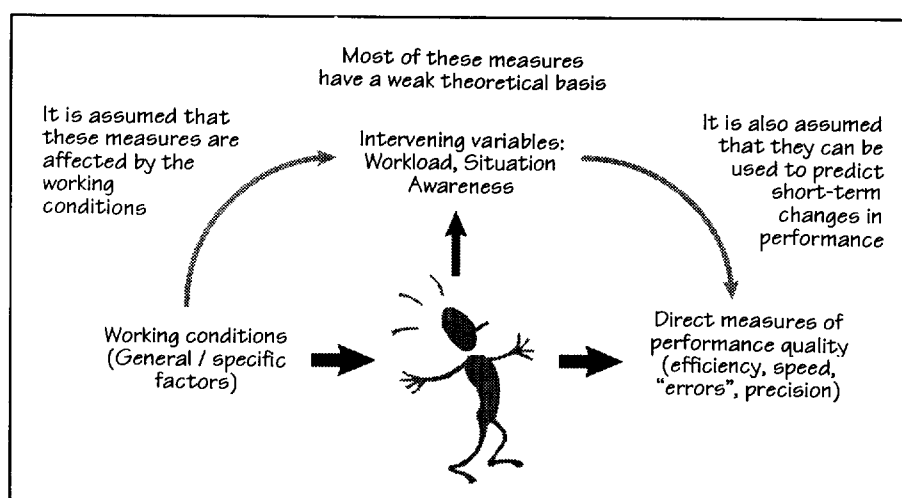 Most of these measures
have a weak theoretical basis
It is assumed that
these measures are
affected by the
working
conditions
Intervening variables:
Workload, Situation
Awareness
It is also assumed
that they can be
used to predict
short-term
changes in
performance
Working conditions
(General / specific
factors)
Direct measures of
performance quality
(efficiency, speed,
"errors", precision)